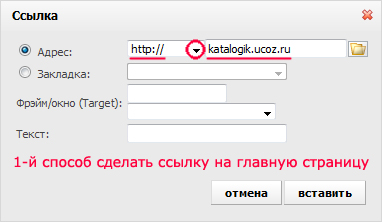 Ссылка
Адрес: http:// katalogik.ucoz.ru
Закладка:
Фрэйм/окно (Target):
Текст:
1-й способ сделать ссылку на главную страницу
отмена вставить